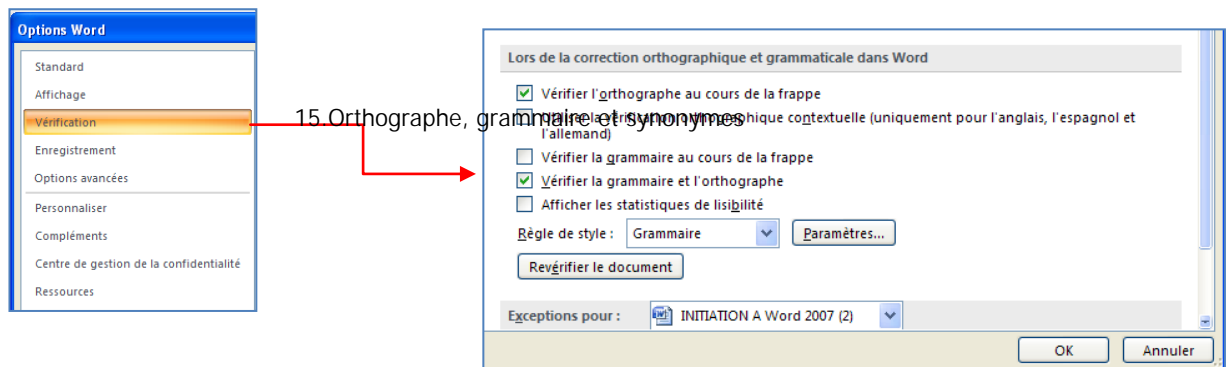 Options Word
Standard
Affichage
Vérification
Enregistrement
Options avancées
Personnaliser
Compléments
Centre de gestion de la confidentialité
Ressources
15.Orthographe, grammaire et synonymes
Lors de la correction orthographique et grammaticale dans Word
Vérifier l'orthographe au cours de la frappe
Utiliser la vérification orthographique contextuelle (uniquement pour l'anglais, l'espagnol et
l'allemand)
Vérifier la grammaire au cours de la frappe
Vérifier la grammaire et l'orthographe
Afficher les statistiques de lisibilité
Règle de style : Grammaire Paramètres...
Revérifier le document
Exceptions pour : INITIATION A Word 2007 (2)
OK Annuler